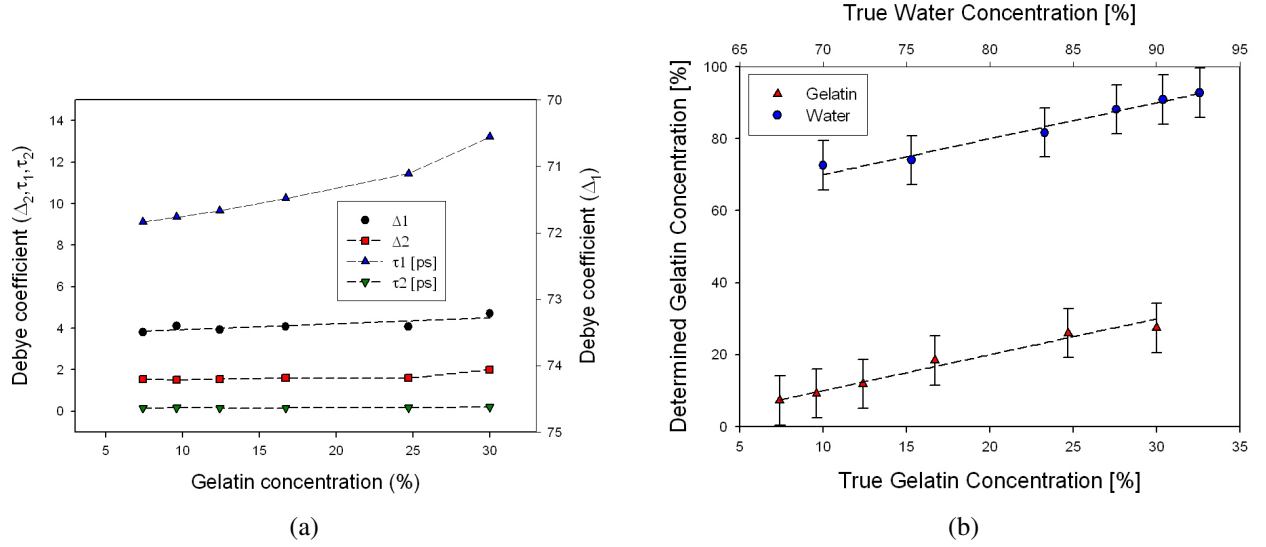 14
12
10
8
6
4
2
0
Debye coefficient (Δ₂,τ₁,τ₂)
70
71
72
73
74
75
Debye coefficient (Δ₁)
Δ1
Δ2
τ1 [ps]
τ2 [ps]
5 10 15 20 25 30
Gelatin concentration (%)
(a)
True Water Concentration [%]
65 70 75 80 85 90 95
100
80
60
40
20
0
Determined Gelatin Concentration [%]
Gelatin
Water
5 10 15 20 25 30 35
True Gelatin Concentration [%]
(b)